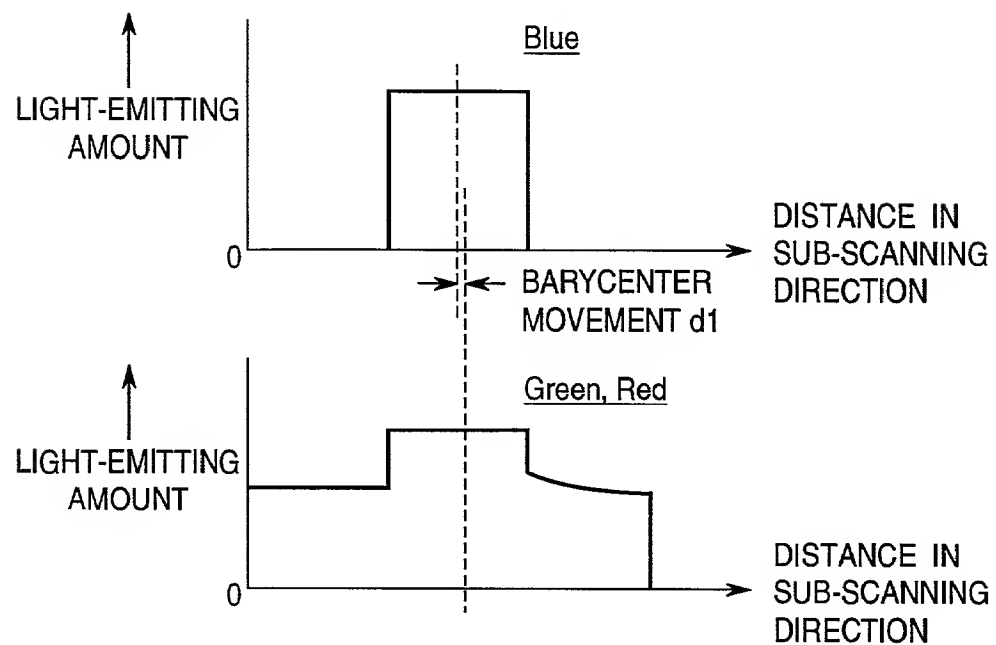 Blue
LIGHT-EMITTING
AMOUNT
DISTANCE IN
SUB-SCANNING
DIRECTION
0
BARYCENTER
MOVEMENT d1
Green, Red
LIGHT-EMITTING
AMOUNT
DISTANCE IN
SUB-SCANNING
DIRECTION
0